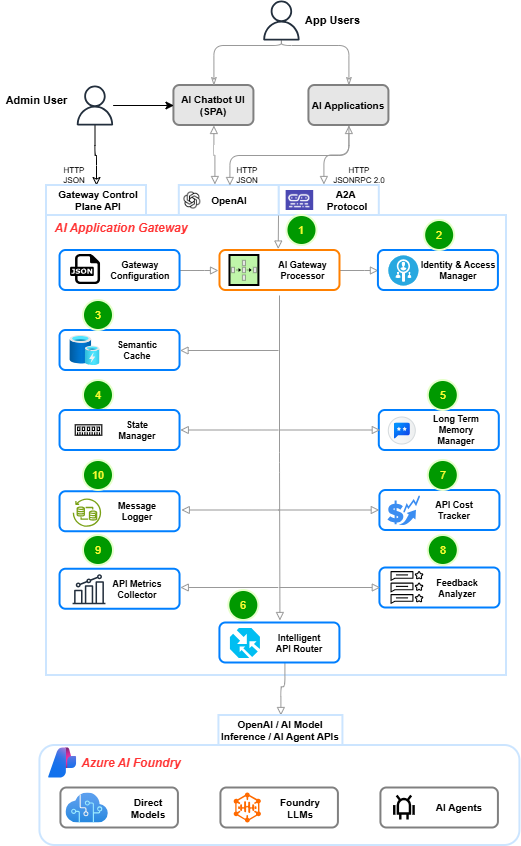 App Users
Admin User
AI Chatbot UI
(SPA)
AI Applications
HTTP
JSON
HTTP
JSON
HTTP
JSONRPC 2.0
Gateway Control
Plane API
OpenAI
A2A
Protocol
AI Application Gateway
1
2
JSON
Gateway
Configuration
AI Gateway
Processor
Identity & Access
Manager
3
Semantic
Cache
4
5
State
Manager
Long Term
Memory
Manager
10
7
Message
Logger
API Cost
Tracker
9
8
API Metrics
Collector
Feedback
Analyzer
6
Intelligent
API Router
OpenAI / AI Model
Inference / AI Agent APIs
Azure AI Foundry
Direct
Models
Foundry
LLMs
AI Agents